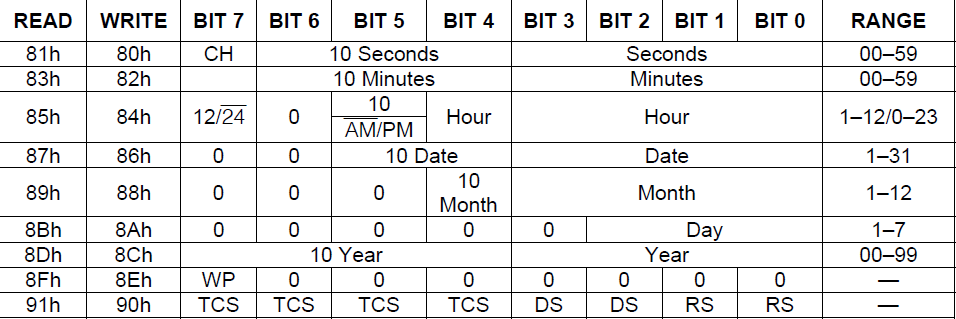 READ WRITE BIT 7 BIT 6 BIT 5 BIT 4 BIT 3 BIT 2 BIT 1 BIT 0 RANGE
81h 80h CH 10 Seconds Seconds 00–59
83h 82h 10 Minutes Minutes 00–59
85h 84h 12/2̅4̅ 0 10 Hour Hour 1–12/0–23
A̅M̅/PM
87h 86h 0 0 10 Date Date 1–31
89h 88h 0 0 0 10 Month Month 1–12
8Bh 8Ah 0 0 0 0 0 Day 1–7
8Dh 8Ch 10 Year Year 00–99
8Fh 8Eh WP 0 0 0 0 0 0 0 —
91h 90h TCS TCS TCS TCS DS DS RS RS —